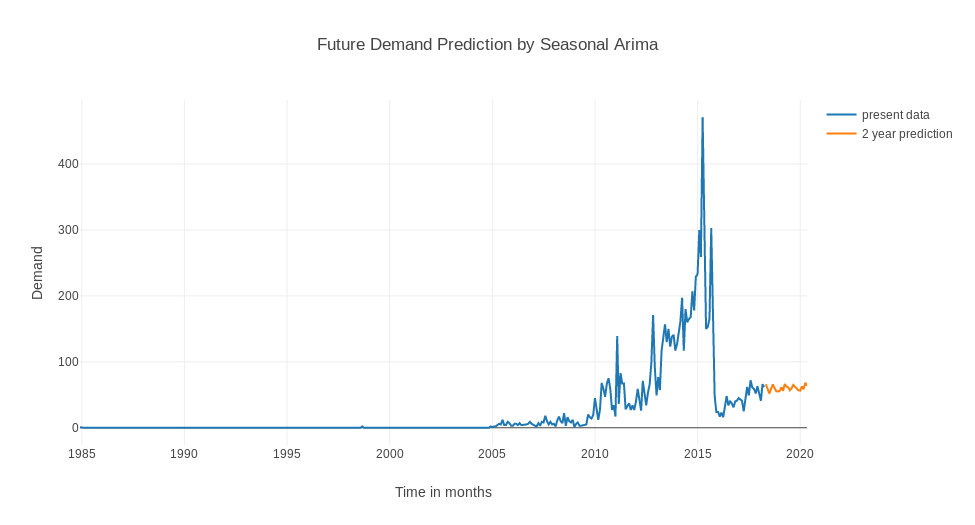 Future Demand Prediction by Seasonal Arima
present data
2 year prediction
Demand
400
300
200
100
0
1985 1990 1995 2000 2005 2010 2015 2020
Time in months